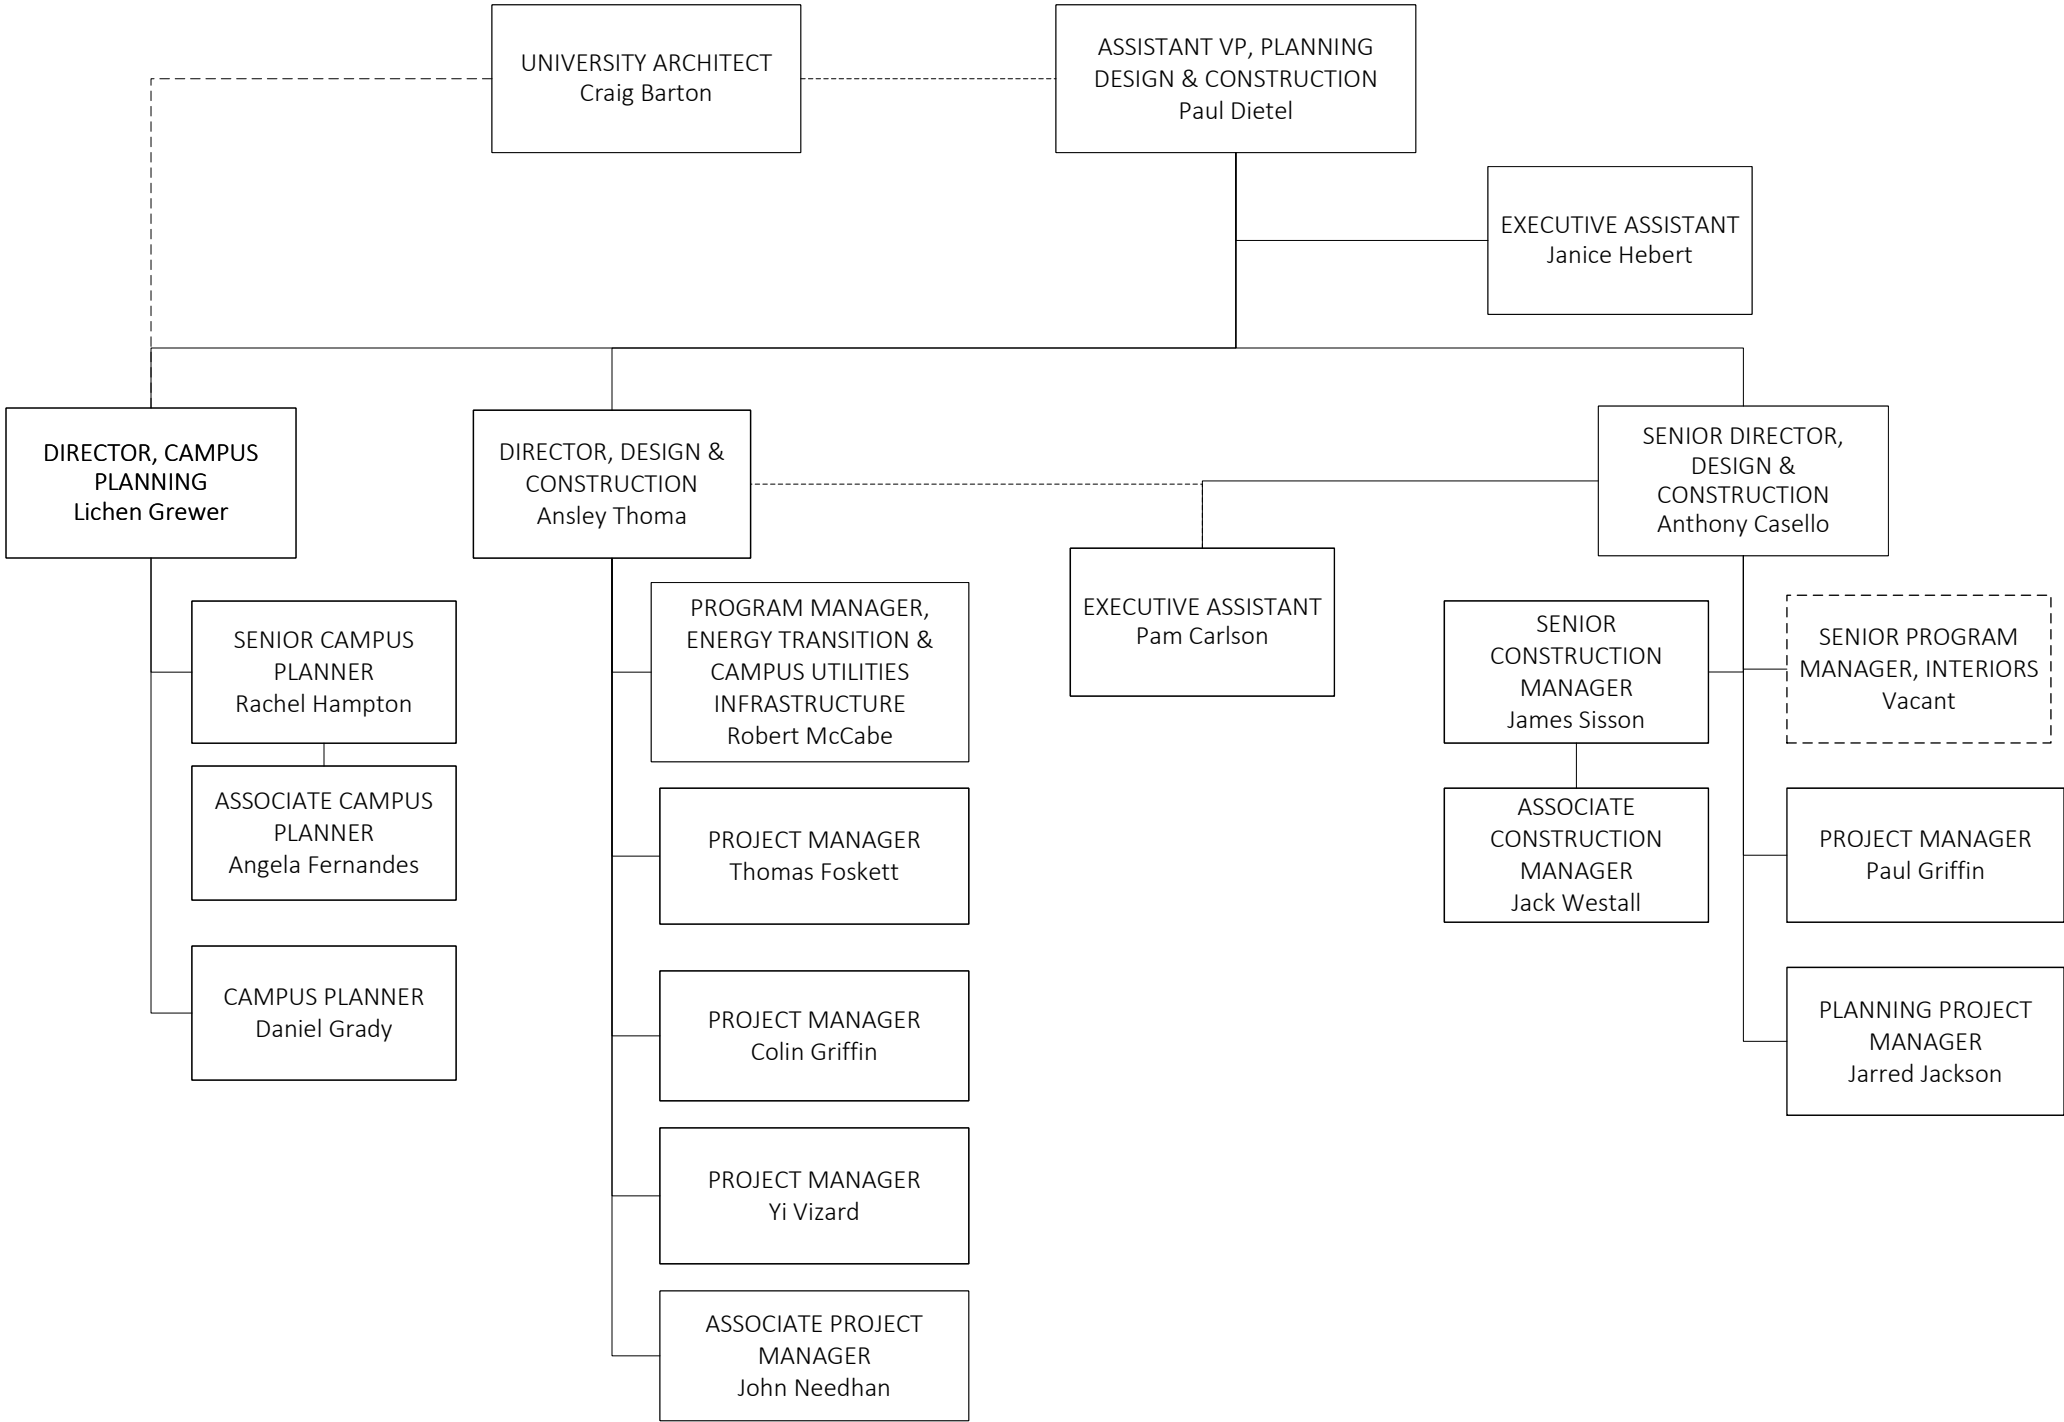 UNIVERSITY ARCHITECT
Craig Barton
ASSISTANT VP, PLANNING
DESIGN & CONSTRUCTION
Paul Dietel
EXECUTIVE ASSISTANT
Janice Hebert
DIRECTOR, CAMPUS
PLANNING
Lichen Grewer
DIRECTOR, DESIGN &
CONSTRUCTION
Ansley Thoma
SENIOR DIRECTOR,
DESIGN &
CONSTRUCTION
Anthony Casello
EXECUTIVE ASSISTANT
Pam Carlson
SENIOR CAMPUS
PLANNER
Rachel Hampton
ASSOCIATE CAMPUS
PLANNER
Angela Fernandes
CAMPUS PLANNER
Daniel Grady
PROGRAM MANAGER,
ENERGY TRANSITION &
CAMPUS UTILITIES
INFRASTRUCTURE
Robert McCabe
PROJECT MANAGER
Thomas Foskett
PROJECT MANAGER
Colin Griffin
PROJECT MANAGER
Yi Vizard
ASSOCIATE PROJECT
MANAGER
John Needhan
SENIOR
CONSTRUCTION
MANAGER
James Sisson
ASSOCIATE
CONSTRUCTION
MANAGER
Jack Westall
SENIOR PROGRAM
MANAGER, INTERIORS
Vacant
PROJECT MANAGER
Paul Griffin
PLANNING PROJECT
MANAGER
Jarred Jackson